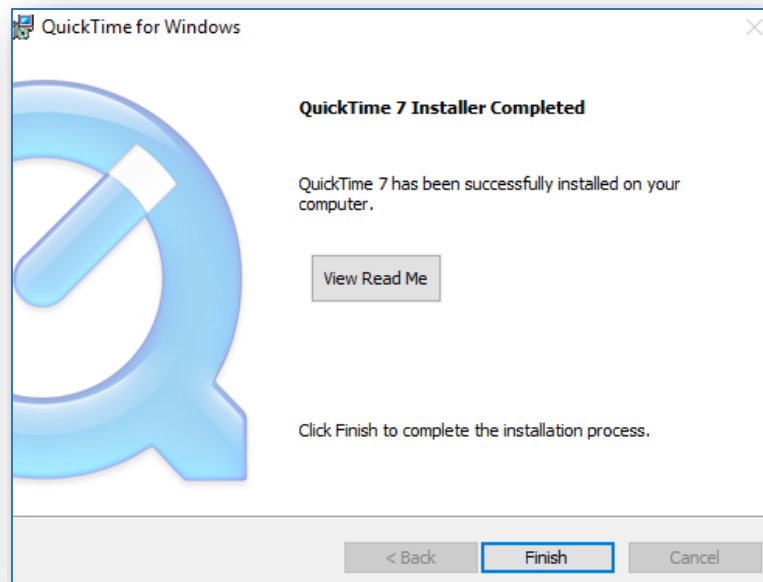 QuickTime for Windows
QuickTime 7 Installer Completed
QuickTime 7 has been successfully installed on your
computer.
View Read Me
Click Finish to complete the installation process.
< Back Finish Cancel